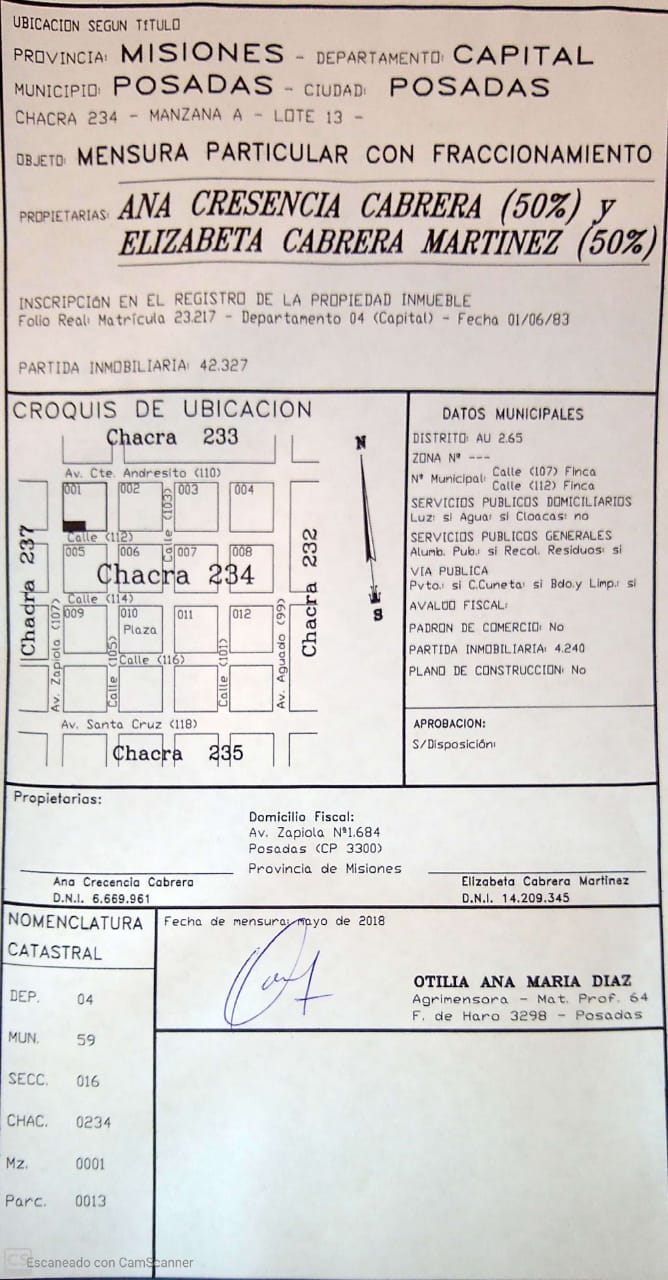 UBICACION SEGUN TITULO
PROVINCIA: MISIONES - DEPARTAMENTO: CAPITAL
MUNICIPIO: POSADAS - CIUDAD: POSADAS
CHACRA 234 - MANZANA A - LOTE 13 -
OBJETO: MENSURA PARTICULAR CON FRACCIONAMIENTO
PROPIETARIAS: ANA CRESENCIA CABRERA (50%) y
ELIZABETA CABRERA MARTINEZ (50%)
INSCRIPCIÓN EN EL REGISTRO DE LA PROPIEDAD INMUEBLE
Folio Real: Matrícula 23.217 - Departamento 04 (Capital) - Fecha 01/06/83
PARTIDA INMOBILIARIA: 42.327
CROQUIS DE UBICACION
Chacra 233
N
Av. Cte. Andresito (110)
001 002 003 004
Calle (103)
Calle (112)
005 006 007 008
Chacra 237
Chacra 234
Chacra 232
S
Calle (114)
009 010 011 012
Plaza
Av. Zapiola (107)
Calle (105)
Calle (101)
Av. Aguado (99)
Calle (116)
Av. Santa Cruz (118)
Chacra 235
DATOS MUNICIPALES
DISTRITO: AU 2.65
ZONA Nº ---
Nº Municipal: Calle (107) Finca
Calle (112) Finca
SERVICIOS PUBLICOS DOMICILIARIOS
Luz: si Agua: si Cloacas: no
SERVICIOS PUBLICOS GENERALES
Alumb. Pub.: si Recol. Residuos: si
VIA PUBLICA
Pvto.: si C.Cuneta: si Bdo.y Limp.: si
AVALUO FISCAL:
PADRON DE COMERCIO: No
PARTIDA INMOBILIARIA: 4.240
PLANO DE CONSTRUCCION: No
APROBACION:
S/Disposición:
Propietarias:
Domicilio Fiscal:
Av. Zapiola Nº1.684
Posadas (CP 3300)
Provincia de Misiones
Ana Crecencia Cabrera
D.N.I. 6.669.961
Elizabeta Cabrera Martinez
D.N.I. 14.209.345
NOMENCLATURA
CATASTRAL
DEP. 04
MUN. 59
SECC. 016
CHAC. 0234
Mz. 0001
Parc. 0013
Fecha de mensura: mayo de 2018
OTILIA ANA MARIA DIAZ
Agrimensora - Mat. Prof. 64
F. de Haro 3298 - Posadas
CS Escaneado con CamScanner